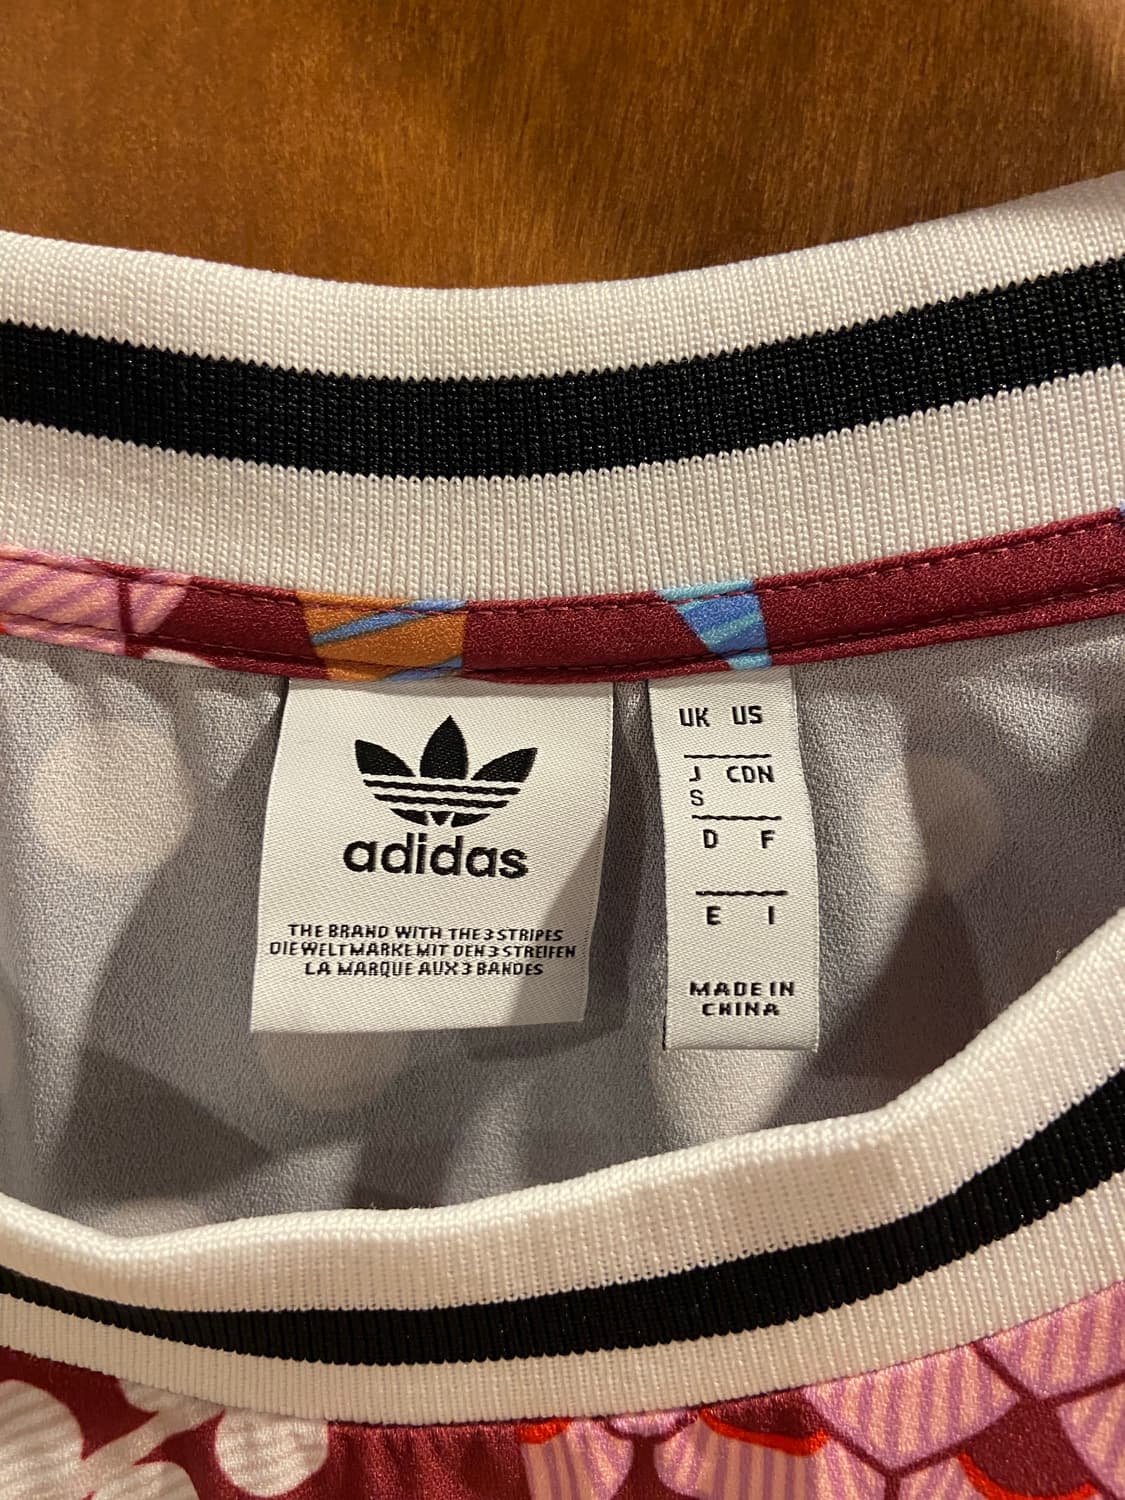 adidas
THE BRAND WITH THE 3 STRIPES
DIE WELTMARKE MIT DEN 3 STREIFEN
LA MARQUE AUX 3 BANDES
UK US
J CDN
S
D F
E I
MADE IN
CHINA